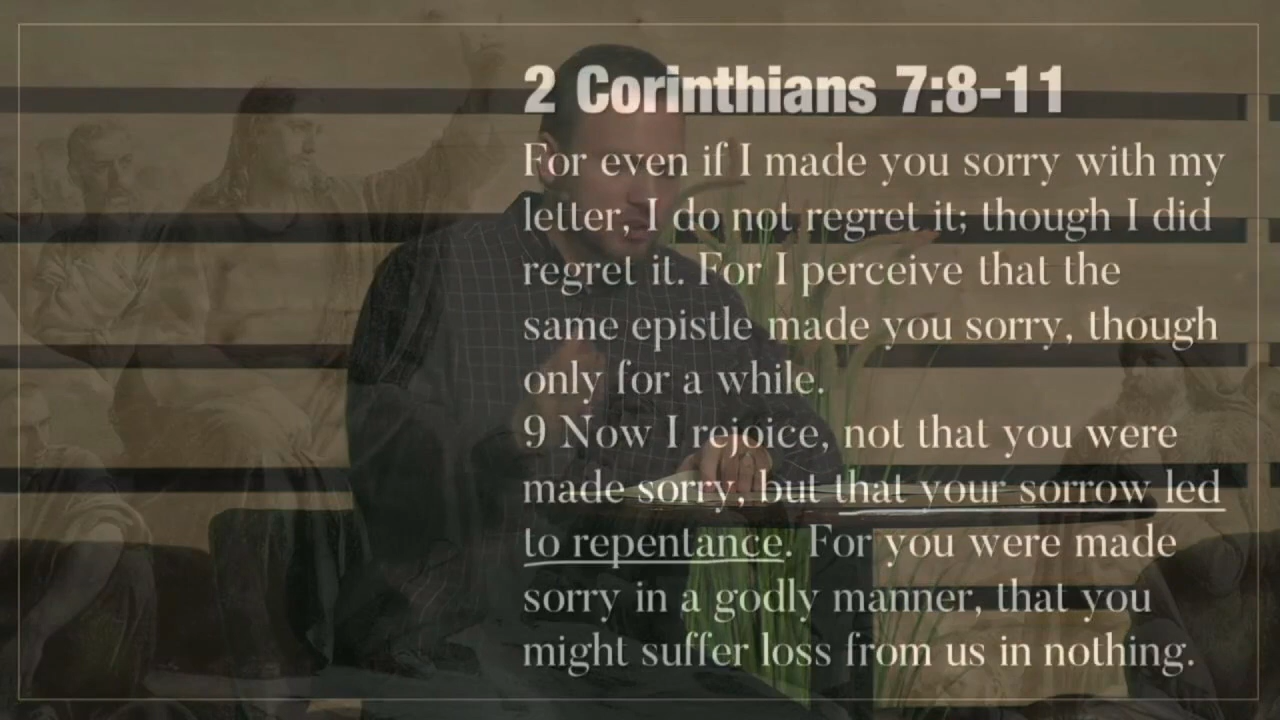 2 Corinthians 7:8-11
For even if I made you sorry with my
letter, I do not regret it; though I did
regret it. For I perceive that the
same epistle made you sorry, though
only for a while.
9 Now I rejoice, not that you were
made sorry, but that your sorrow led
to repentance. For you were made
sorry in a godly manner, that you
might suffer loss from us in nothing.